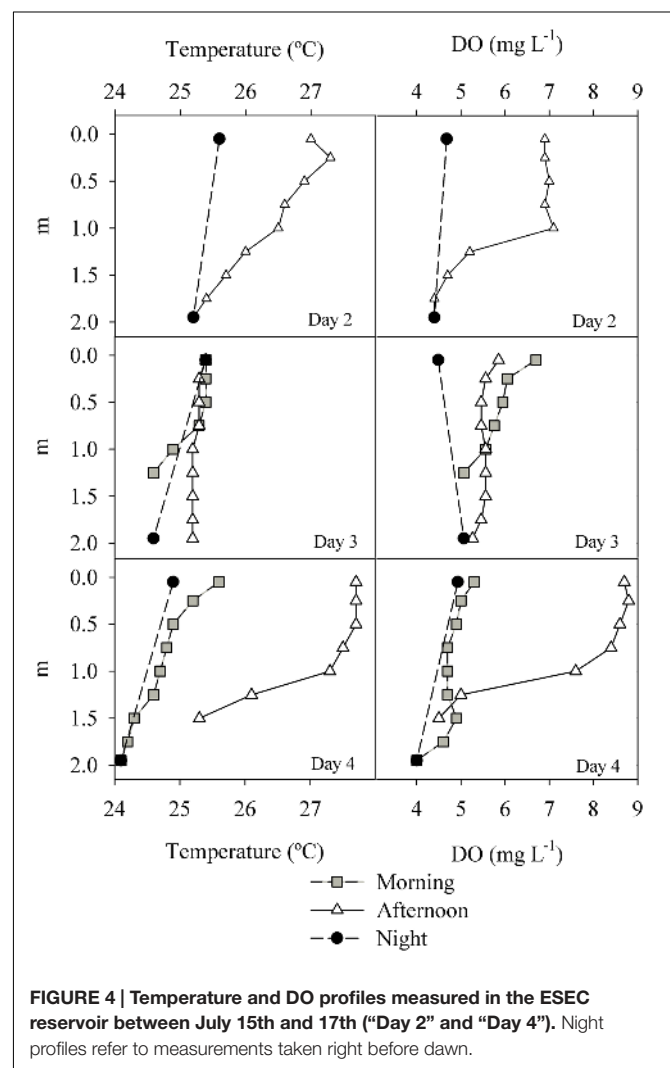 Temperature (ºC) DO (mg L-1)
24 25 26 27 4 5 6 7 8 9
0.0
0.5
m 1.0
1.5
2.0
Day 2 Day 2
0.0
0.5
m 1.0
1.5
2.0
Day 3 Day 3
0.0
0.5
m 1.0
1.5
2.0
Day 4 Day 4
24 25 26 27 4 5 6 7 8 9
Temperature (ºC) DO (mg L-1)
Morning
Afternoon
Night
FIGURE 4 | Temperature and DO profiles measured in the ESEC
reservoir between July 15th and 17th (“Day 2” and “Day 4”). Night
profiles refer to measurements taken right before dawn.